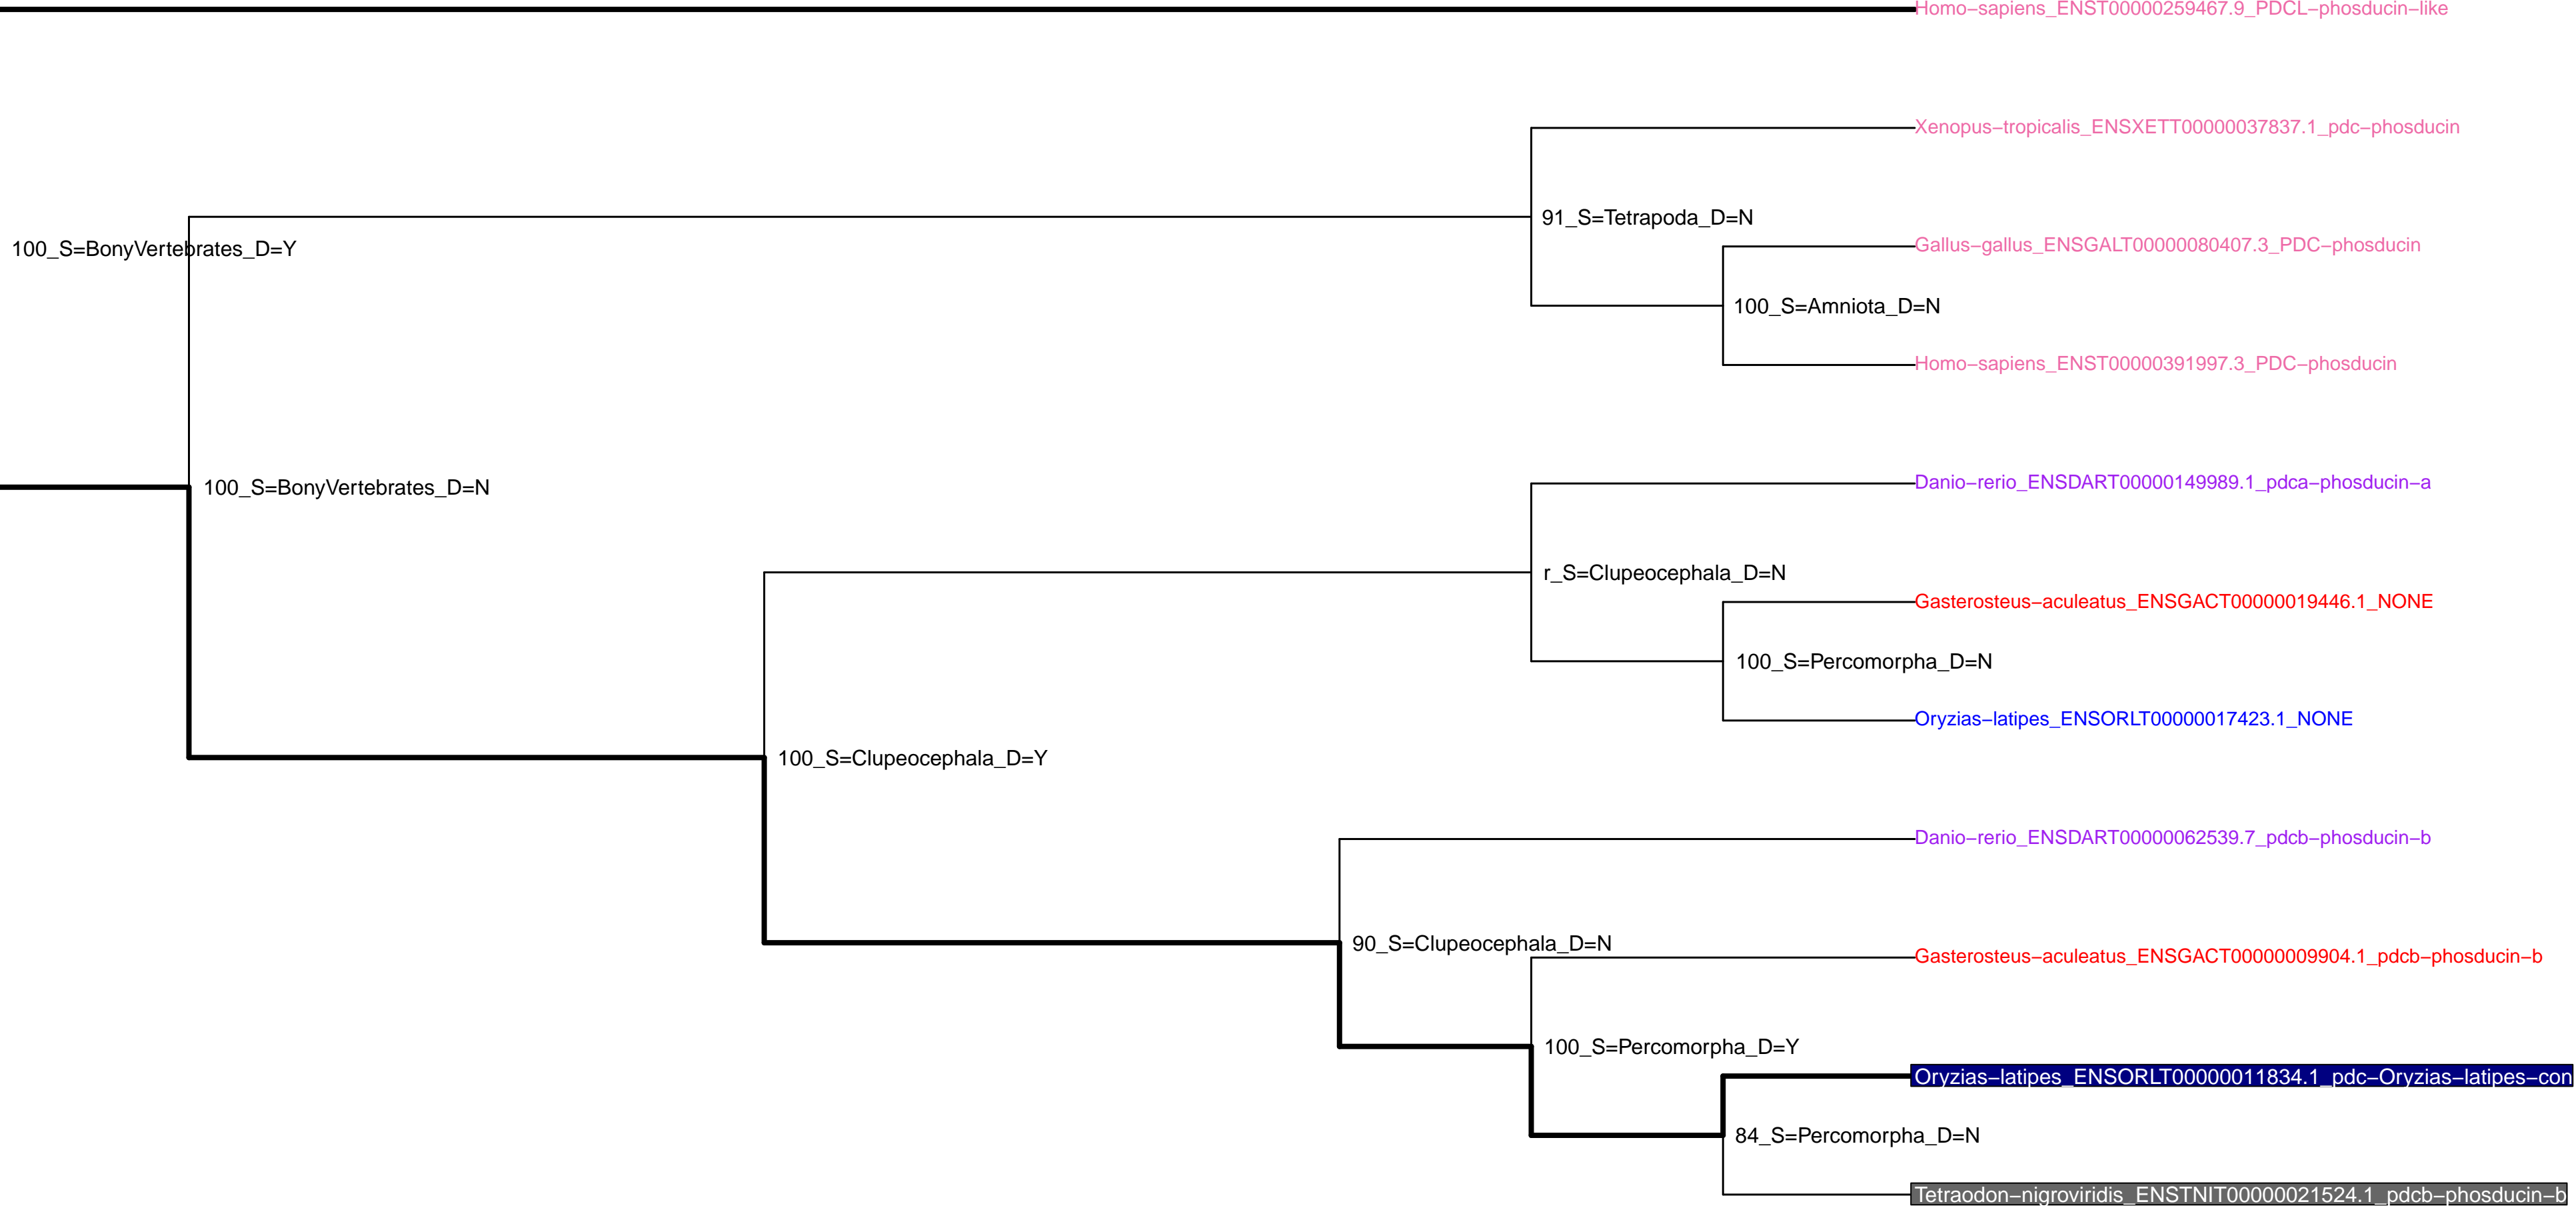 Homo−sapiens_ENST00000259467.9_PDCL−phosducin−like
Xenopus−tropicalis_ENSXETT00000037837.1_pdc−phosducin
91_S=Tetrapoda_D=N
100_S=BonyVertebrates_D=Y
Gallus−gallus_ENSGALT00000080407.3_PDC−phosducin
100_S=Amniota_D=N
Homo−sapiens_ENST00000391997.3_PDC−phosducin
Danio−rerio_ENSDART00000149989.1_pdca−phosducin−a
100_S=BonyVertebrates_D=N
r_S=Clupeocephala_D=N
Gasterosteus−aculeatus_ENSGACT00000019446.1_NONE
100_S=Percomorpha_D=N
Oryzias−latipes_ENSORLT00000017423.1_NONE
100_S=Clupeocephala_D=Y
Danio−rerio_ENSDART00000062539.7_pdcb−phosducin−b
90_S=Clupeocephala_D=N
Gasterosteus−aculeatus_ENSGACT00000009904.1_pdcb−phosducin−b
100_S=Percomorpha_D=Y
Oryzias−latipes_ENSORLT00000011834.1_pdc−Oryzias−latipes−con
84_S=Percomorpha_D=N
Tetraodon−nigroviridis_ENSTNIT00000021524.1_pdcb−phosducin−b